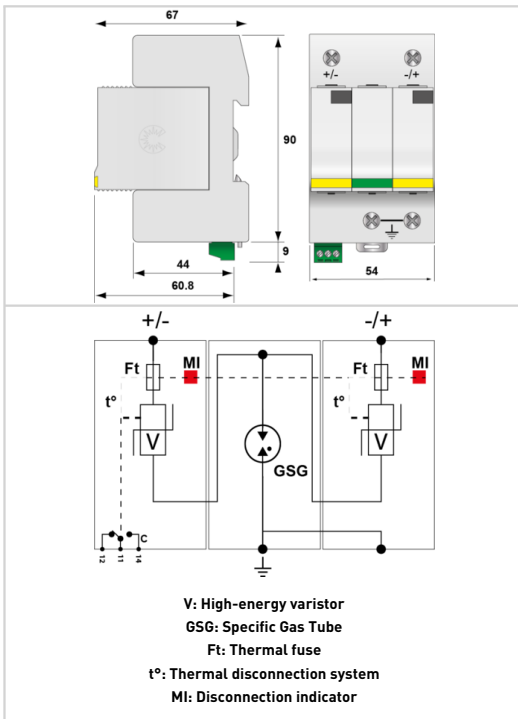 67
+/-
-/+
90
9
44
60.8
54
+/-
-/+
Ft
MI
Ft
MI
t°
t°
V
V
GSG
C
12
11
14
V: High-energy varistor
GSG: Specific Gas Tube
Ft: Thermal fuse
t°: Thermal disconnection system
MI: Disconnection indicator